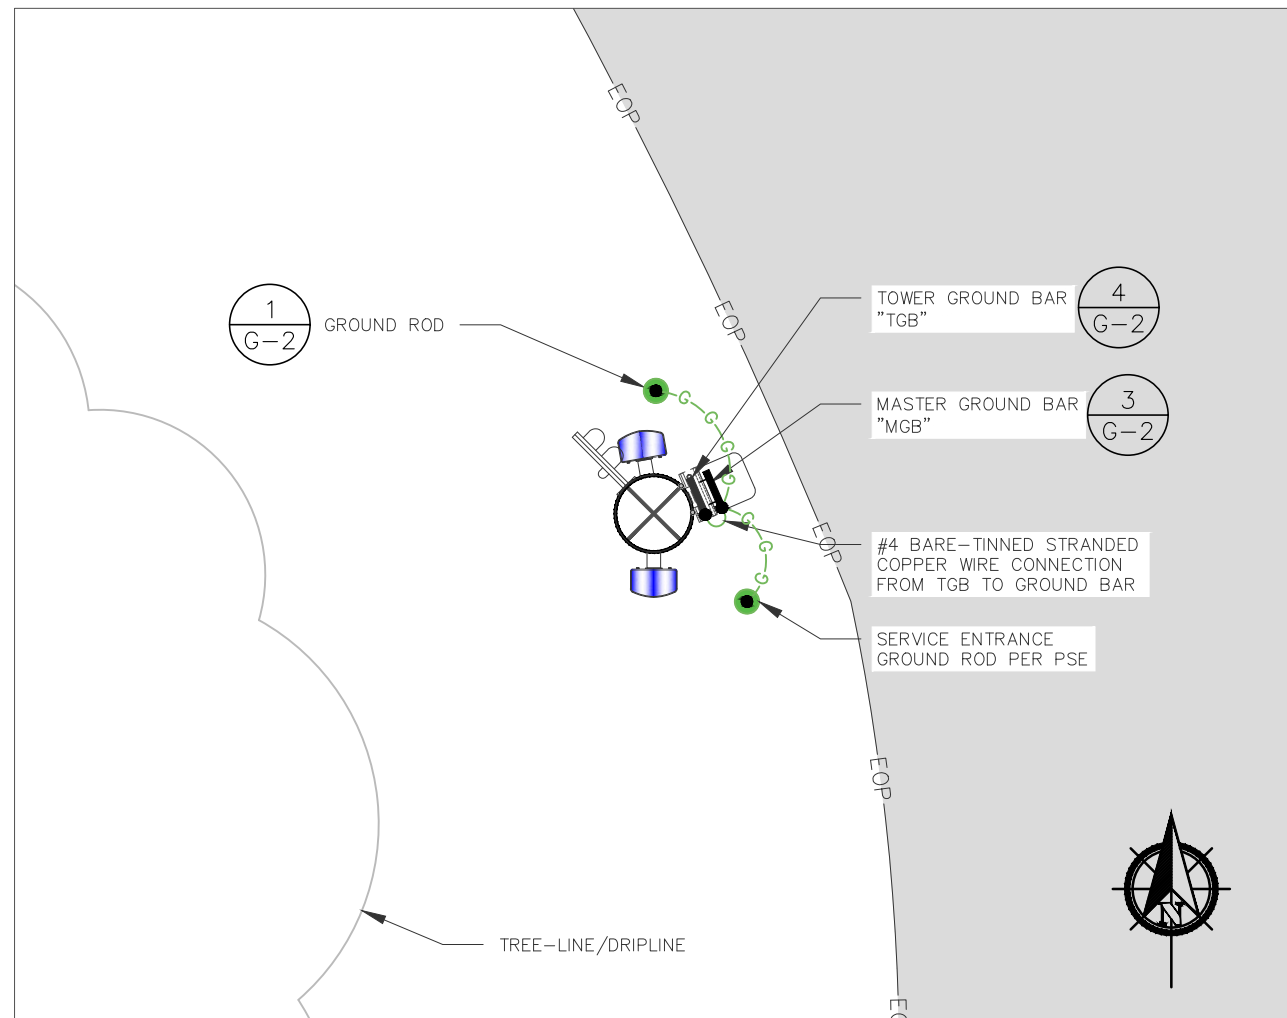 EOP
EOP
TOWER GROUND BAR
"TGB"
4
G-2
1
G-2
GROUND ROD
MASTER GROUND BAR
"MGB"
3
G-2
G
G
G
G
G
G
G
EOP
#4 BARE-TINNED STRANDED
COPPER WIRE CONNECTION
FROM TGB TO GROUND BAR
SERVICE ENTRANCE
GROUND ROD PER PSE
EOP
TREE-LINE/DRIPLINE
N